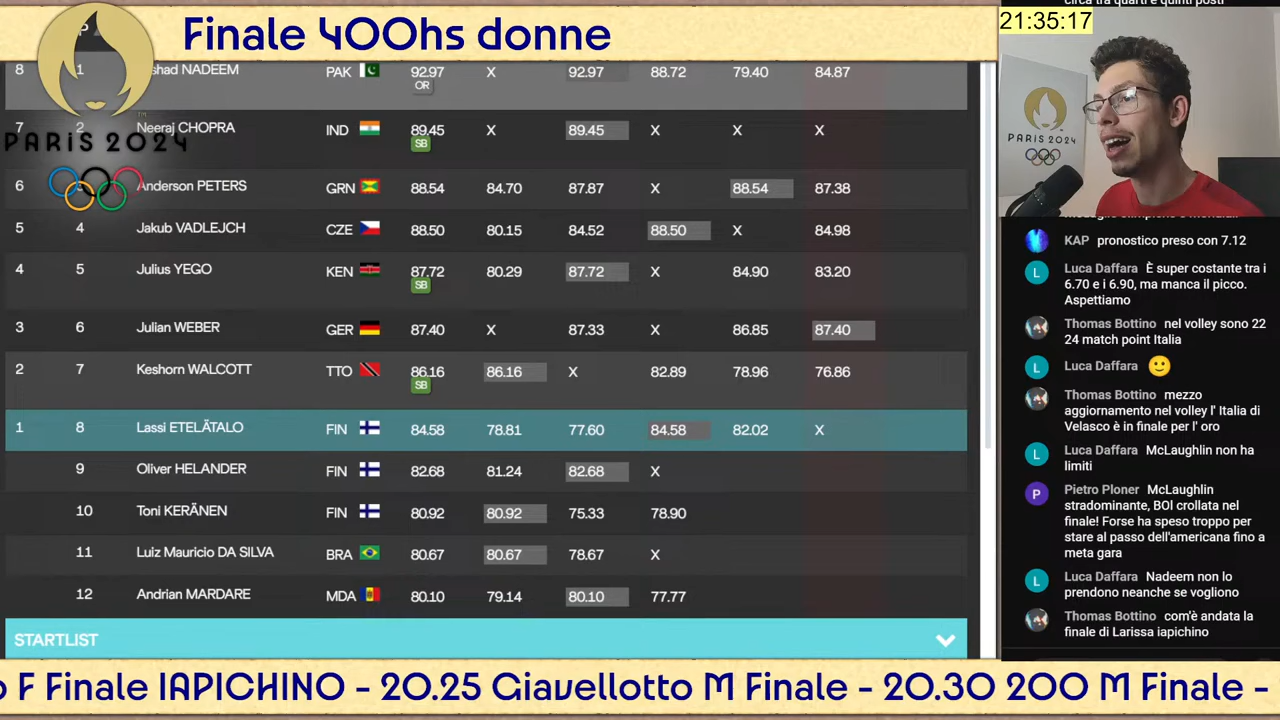 circa tra quarti e quinti posti
Finale 400hs donne
21:35:17
PARIS 2024
PARIS 2024
8 1 shad NADEEM PAK 92.97 X 92.97 88.72 79.40 84.87
OR
7 2 Neeraj CHOPRA IND 89.45 X 89.45 X X X
SB
6 Anderson PETERS GRN 88.54 84.70 87.87 X 88.54 87.38
5 4 Jakub VADLEJCH CZE 88.50 80.15 84.52 88.50 X 84.98
4 5 Julius YEGO KEN 87.72 80.29 87.72 X 84.90 83.20
SB
3 6 Julian WEBER GER 87.40 X 87.33 X 86.85 87.40
2 7 Keshorn WALCOTT TTO 86.16 86.16 X 82.89 78.96 76.86
SB
1 8 Lassi ETELÄTALO FIN 84.58 78.81 77.60 84.58 82.02 X
9 Oliver HELANDER FIN 82.68 81.24 82.68 X
10 Toni KERÄNEN FIN 80.92 80.92 75.33 78.90
11 Luiz Mauricio DA SILVA BRA 80.67 80.67 78.67 X
12 Andrian MARDARE MDA 80.10 79.14 80.10 77.77
STARTLIST
KAP pronostico preso con 7.12
Luca Daffara È super costante tra i
6.70 e i 6.90, ma manca il picco.
Aspettiamo
Thomas Bottino nel volley sono 22
24 match point Italia
Luca Daffara
Thomas Bottino mezzo
aggiornamento nel volley l' Italia di
Velasco è in finale per l' oro
Luca Daffara McLaughlin non ha
limiti
Pietro Ploner McLaughlin
stradominante, BOI crollata nel
finale! Forse ha speso troppo per
stare al passo dell'americana fino a
meta gara
Luca Daffara Nadeem non lo
prendono neanche se vogliono
Thomas Bottino com'è andata la
finale di Larissa iapichino
o F Finale IAPICHINO - 20.25 Giavellotto M Finale - 20.30 200 M Finale -